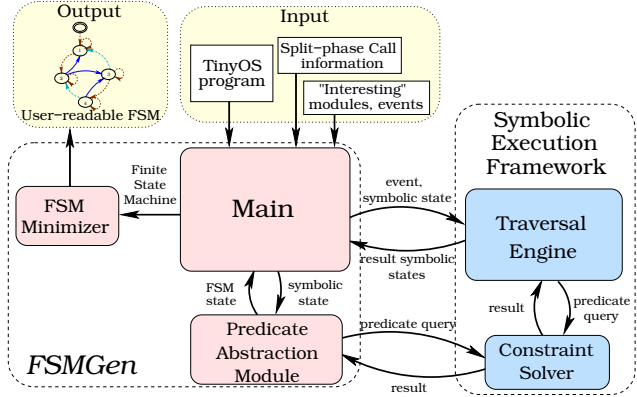 Output
User-readable FSM
Input
TinyOS
program
Split-phase Call
information
"Interesting"
modules, events
Symbolic
Execution
Framework
Finite
State
Machine
FSM
Minimizer
Main
event,
symbolic state
result symbolic
states
Traversal
Engine
FSM
state
symbolic
state
result
predicate
query
Predicate
Abstraction
Module
predicate query
result
Constraint
Solver
FSMGen